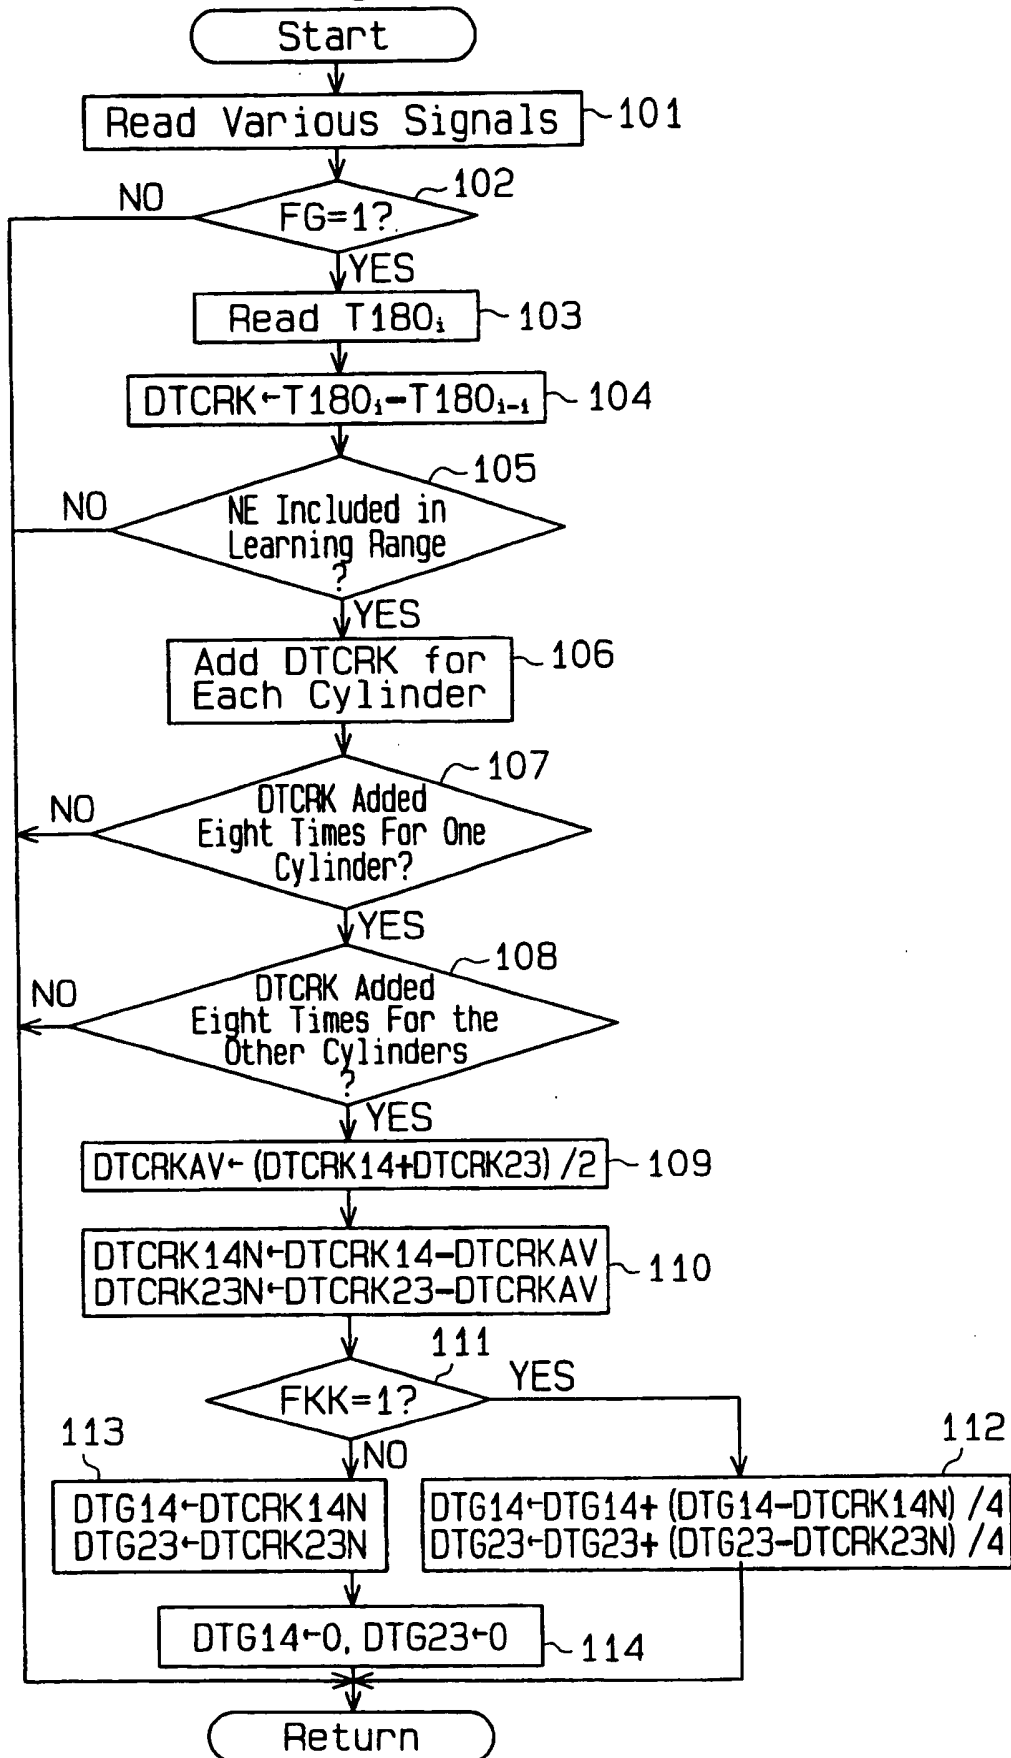 Start
Read Various Signals
101
102
NO
FG=1?
YES
Read T180i
103
DTCRK←T180i-T180i-1
104
105
NO
NE Included in
Learning Range
?
YES
Add DTCRK for
Each Cylinder
106
107
NO
DTCRK Added
Eight Times For One
Cylinder?
YES
108
NO
DTCRK Added
Eight Times For the
Other Cylinders
?
YES
DTCRKAV←(DTCRK14+DTCRK23)/2
109
DTCRK14N←DTCRK14-DTCRKAV
DTCRK23N←DTCRK23-DTCRKAV
110
111
FKK=1?
YES
NO
113
DTG14←DTCRK14N
DTG23←DTCRK23N
112
DTG14←DTG14+(DTG14-DTCRK14N)/4
DTG23←DTG23+(DTG23-DTCRK23N)/4
DTG14←0, DTG23←0
114
Return